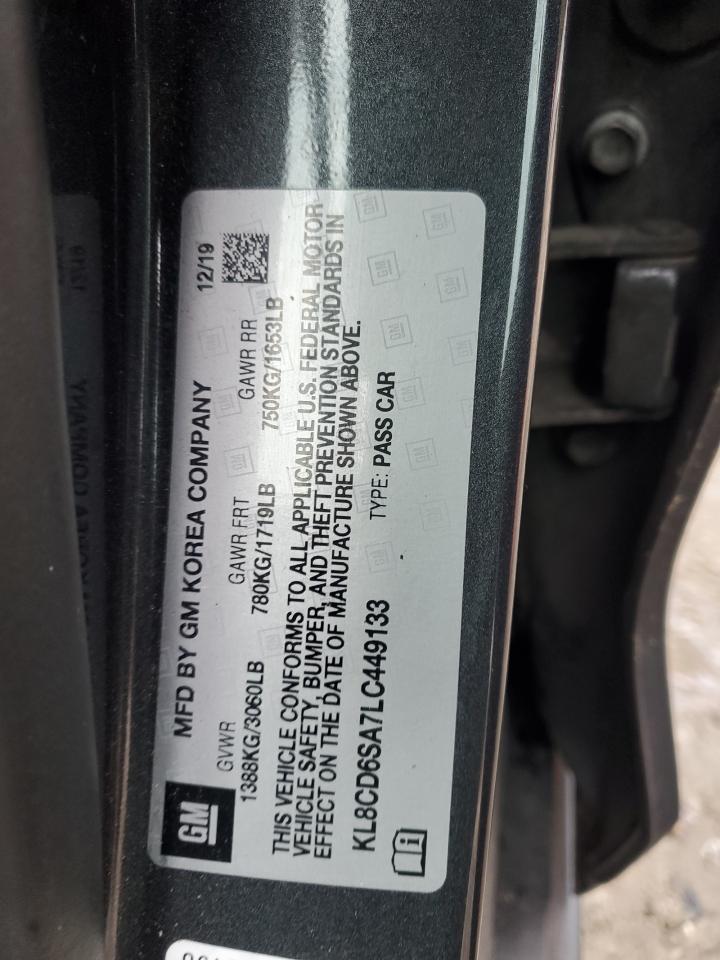 GM
MFD BY GM KOREA COMPANY 12/19
GVWR GAWR FRT GAWR RR
1388KG/3060LB 780KG/1719LB 750KG/1653LB
THIS VEHICLE CONFORMS TO ALL APPLICABLE U.S. FEDERAL MOTOR
VEHICLE SAFETY, BUMPER, AND THEFT PREVENTION STANDARDS IN
EFFECT ON THE DATE OF MANUFACTURE SHOWN ABOVE.
KL8CD6SA7LC449133 TYPE: PASS CAR